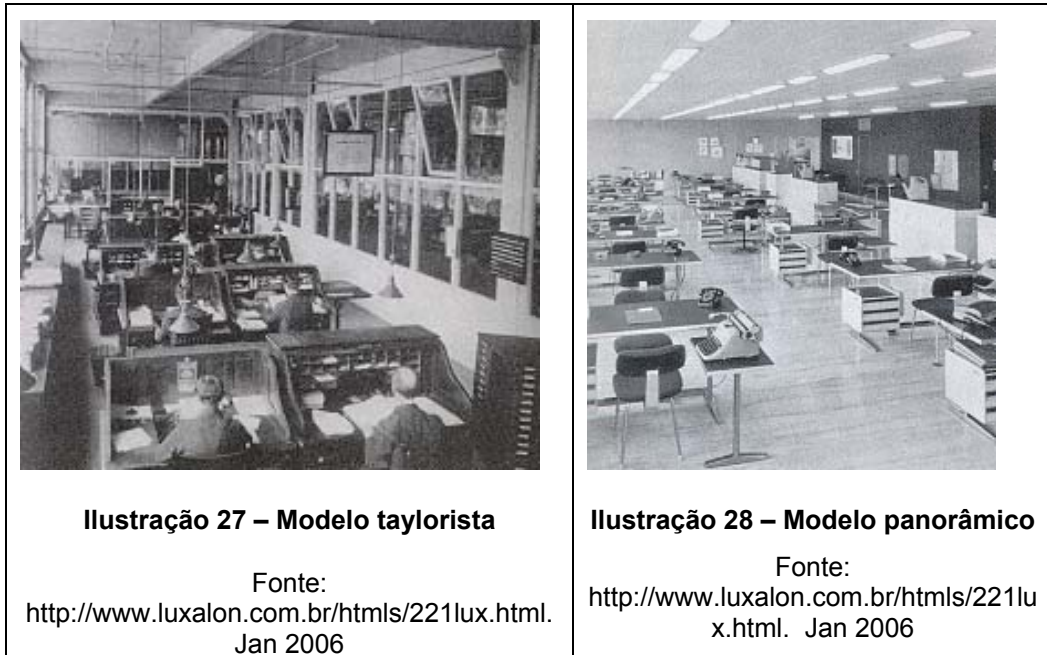 Ilustração 27 – Modelo taylorista
Fonte:
http://www.luxalon.com.br/htmls/221lux.html.
Jan 2006
Ilustração 28 – Modelo panorâmico
Fonte:
http://www.luxalon.com.br/htmls/221lu
x.html.  Jan 2006